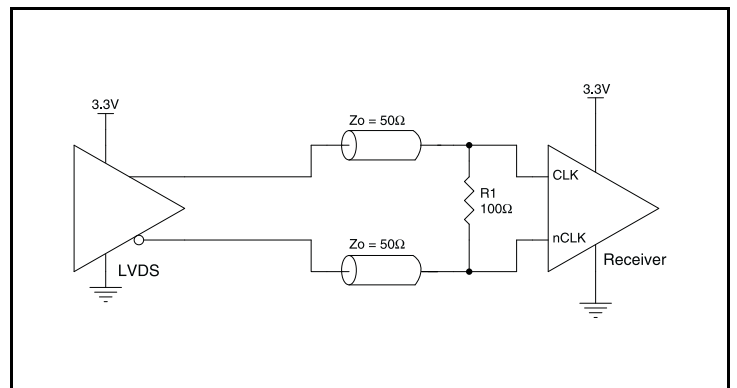 3.3V
3.3V
Zo = 50Ω
CLK
R1
100Ω
nCLK
Zo = 50Ω
Receiver
LVDS